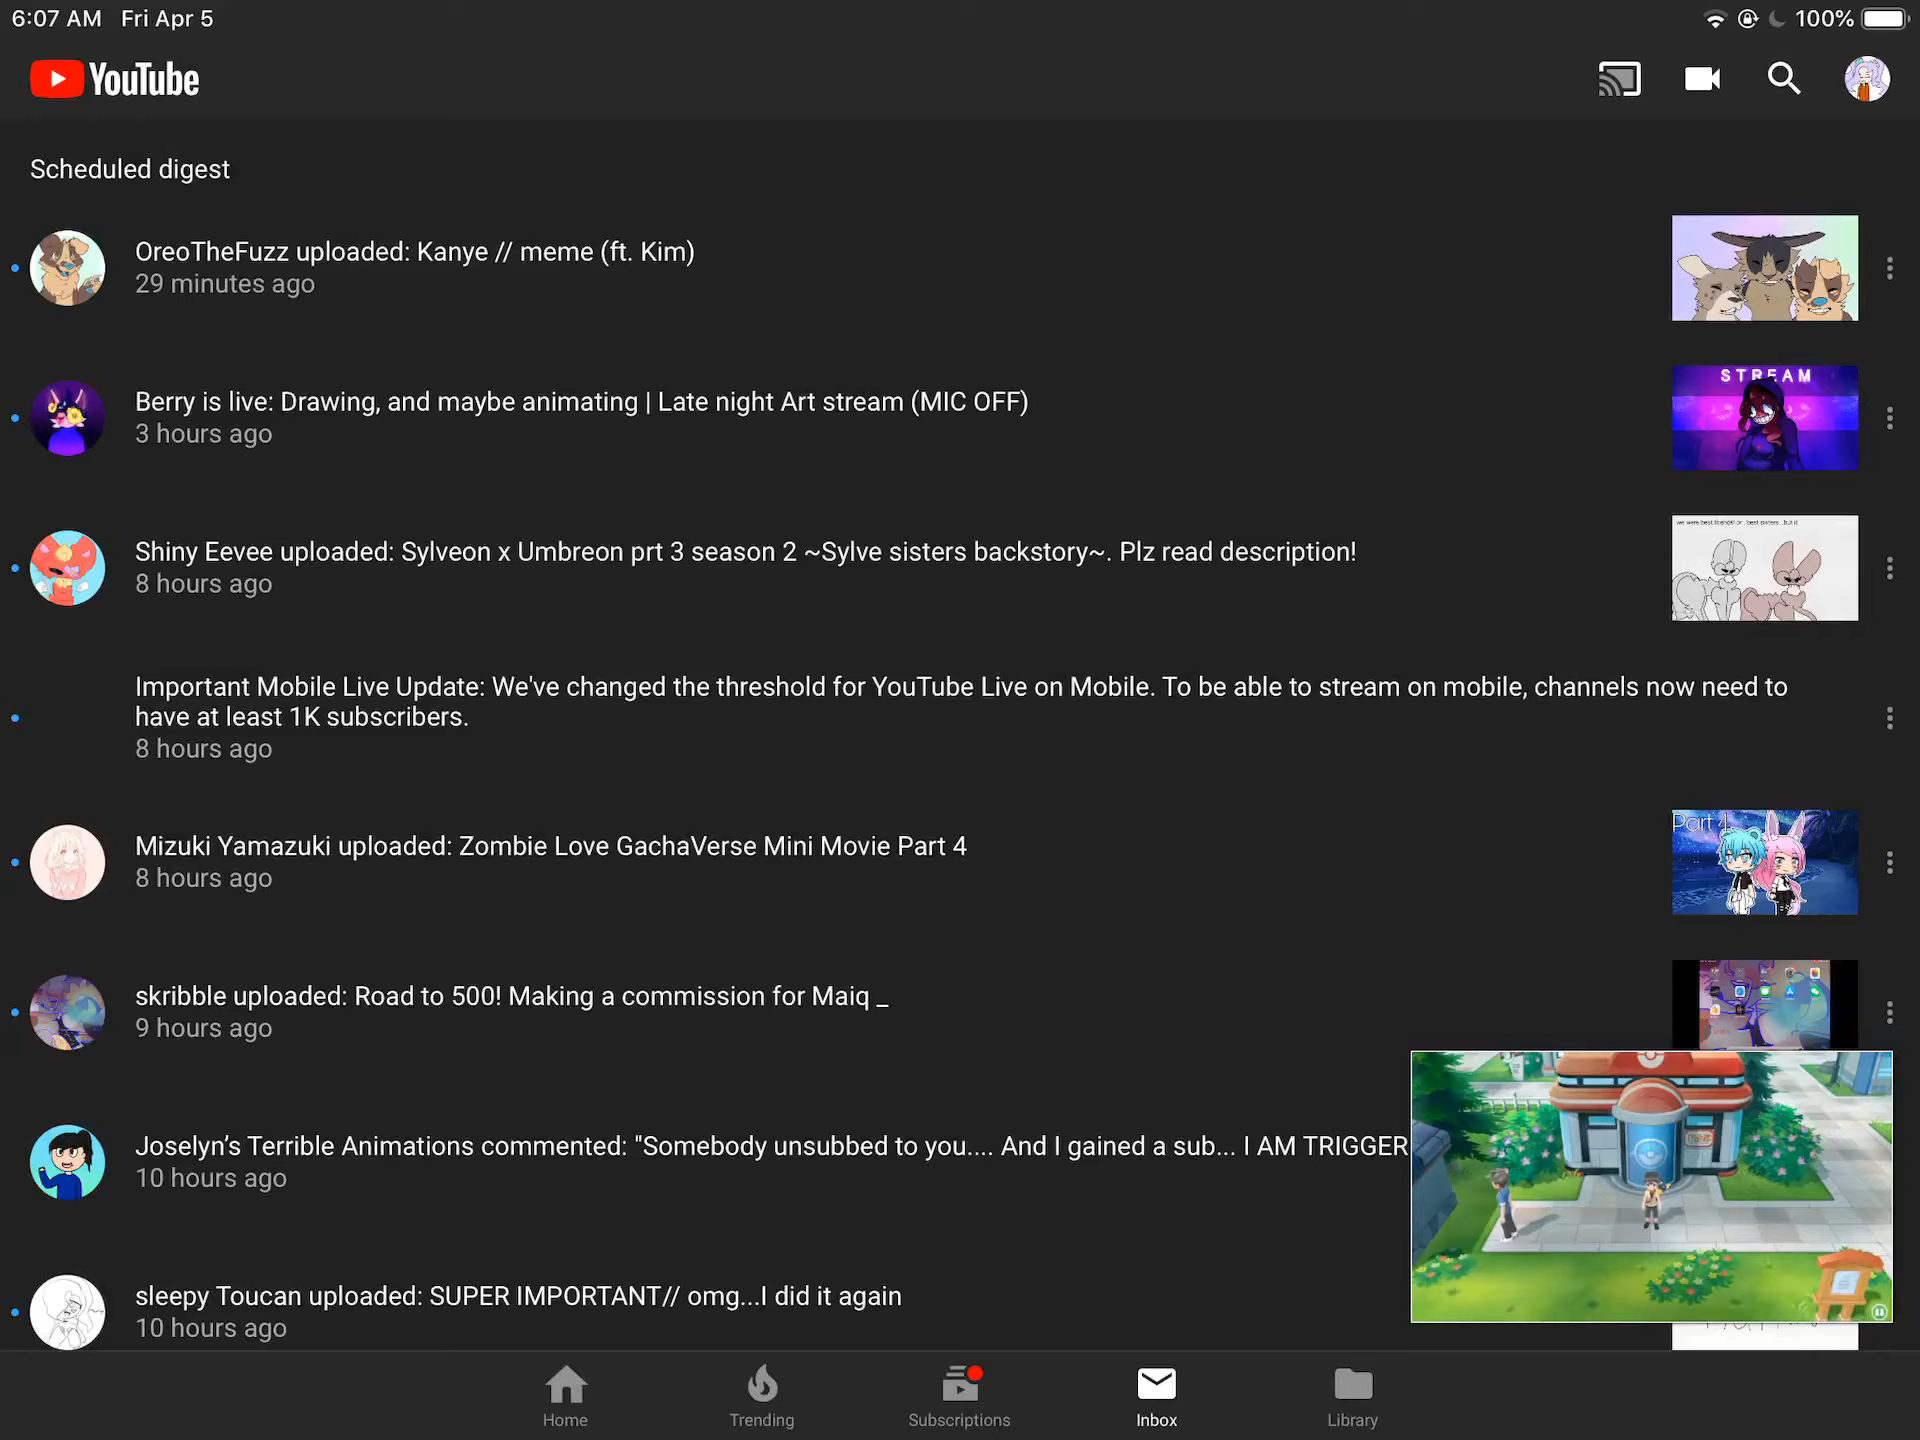 6:07 AM Fri Apr 5
100%
YouTube
Scheduled digest
OreoTheFuzz uploaded: Kanye // meme (ft. Kim)
29 minutes ago
Berry is live: Drawing, and maybe animating | Late night Art stream (MIC OFF)
3 hours ago
STREAM
Shiny Eevee uploaded: Sylveon x Umbreon prt 3 season 2 ~Sylve sisters backstory~. Plz read description!
8 hours ago
Important Mobile Live Update: We've changed the threshold for YouTube Live on Mobile. To be able to stream on mobile, channels now need to
have at least 1K subscribers.
8 hours ago
Mizuki Yamazuki uploaded: Zombie Love GachaVerse Mini Movie Part 4
8 hours ago
Part 4
skribble uploaded: Road to 500! Making a commission for Maiq _
9 hours ago
Joselyn’s Terrible Animations commented: "Somebody unsubbed to you.... And I gained a sub... I AM TRIGGER
10 hours ago
sleepy Toucan uploaded: SUPER IMPORTANT// omg...I did it again
10 hours ago
Home
Trending
Subscriptions
Inbox
Library